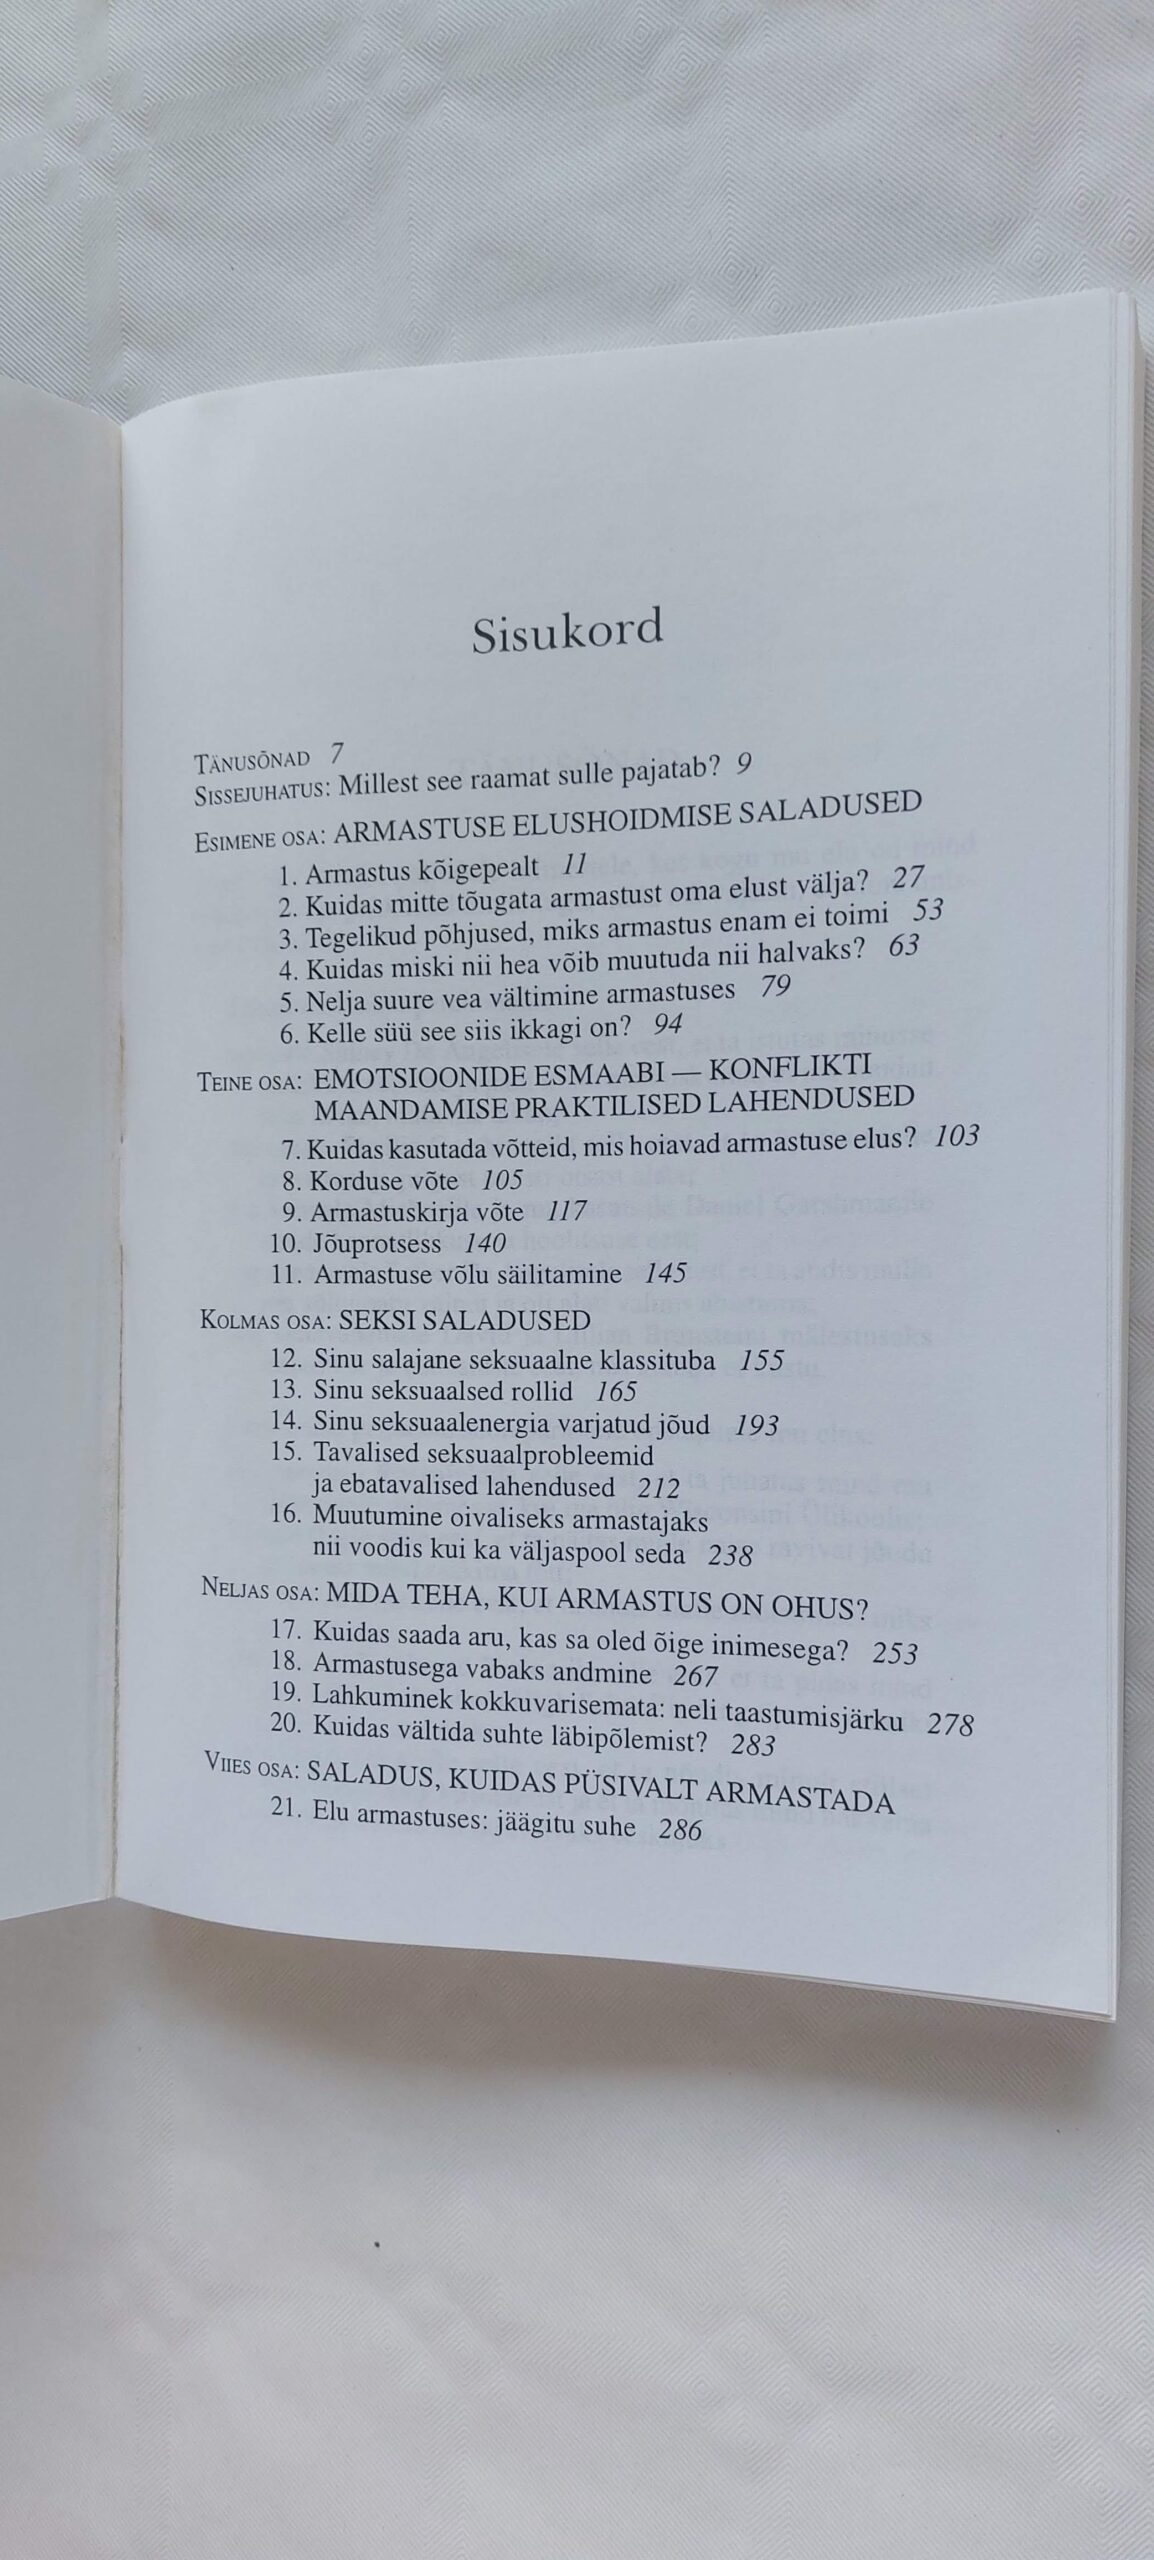 Sisukord
TÄNUSÕNAD 7
SISSEJUHATUS: Millest see raamat sulle pajatab? 9
ESIMENE OSA: ARMASTUSE ELUSHOIDMISE SALADUSED
1. Armastus kõigepealt 11
2. Kuidas mitte tõugata armastust oma elust välja? 27
3. Tegelikud põhjused, miks armastus enam ei toimi 53
4. Kuidas miski nii hea võib muutuda nii halvaks? 63
5. Nelja suure vea vältimine armastuses 79
6. Kelle süü see siis ikkagi on? 94
TEINE OSA: EMOTSIOONIDE ESMAABI — KONFLIKTI
MAANDAMISE PRAKTILISED LAHENDUSED
7. Kuidas kasutada võtteid, mis hoiavad armastuse elus? 103
8. Korduse võte 105
9. Armastuskirja võte 117
10. Jõuprotsess 140
11. Armastuse võlu säilitamine 145
KOLMAS OSA: SEKSI SALADUSED
12. Sinu salajane seksuaalne klassituba 155
13. Sinu seksuaalsed rollid 165
14. Sinu seksuaalenergia varjatud jõud 193
15. Tavalised seksuaalprobleemid
ja ebatavalised lahendused 212
16. Muutumine oivaliseks armastajaks
nii voodis kui ka väljaspool seda 238
NELJAS OSA: MIDA TEHA, KUI ARMASTUS ON OHUS?
17. Kuidas saada aru, kas sa oled õige inimesega? 253
18. Armastusega vabaks andmine 267
19. Lahkuminek kokkuvarisemata: neli taastumisjärku 278
20. Kuidas vältida suhte läbipõlemist? 283
VIIES OSA: SALADUS, KUIDAS PÜSIVALT ARMASTADA
21. Elu armastuses: jäägitu suhe 286